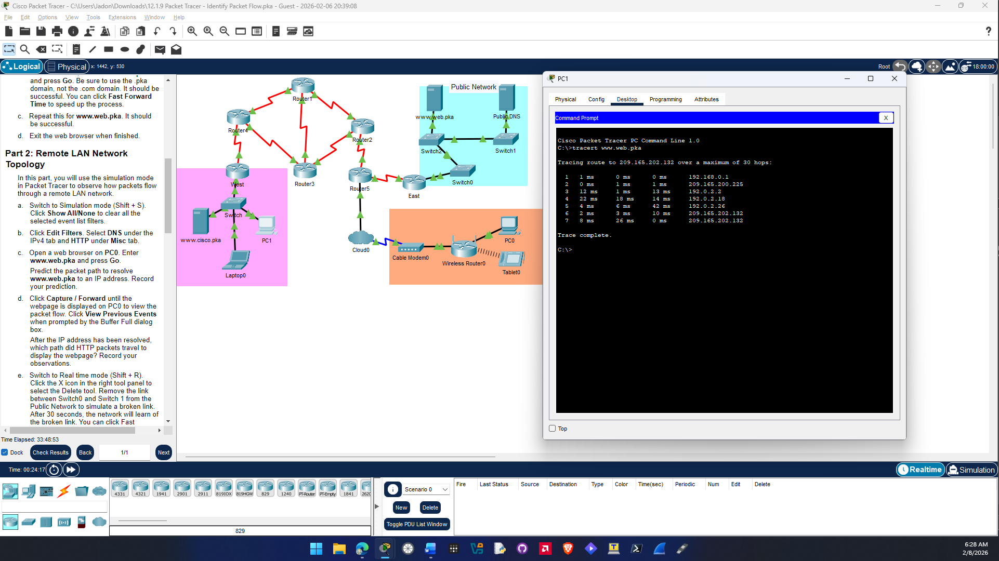 Cisco Packet Tracer - C:\Users\Jadon\Downloads\12.1.9 Packet Tracer - Identify Packet Flow.pka - Guest - 2026-02-06 20:39:08
File Edit Options View Tools Extensions Window Help
Logical Physical x: 1442, y: 530
Root 18:00:00
and press Go. Be sure to use the .pka
domain, not the .com domain. It should be
successful. You can click Fast Forward
Time to speed up the process.
c. Repeat this for www.web.pka. It should
be successful.
d. Exit the web browser when finished.
Part 2: Remote LAN Network
Topology
In this part, you will use the simulation mode
in Packet Tracer to observe how packets flow
through a remote LAN network.
a. Switch to Simulation mode (Shift + S).
Click Show All/None to clear all the
selected event list filters.
b. Click Edit Filters. Select DNS under the
IPv4 tab and HTTP under Misc tab.
c. Open a web browser on PC0. Enter
www.web.pka and press Go.
Predict the packet path to resolve
www.web.pka to an IP address. Record
your prediction.
d. Click Capture / Forward until the
webpage is displayed on PC0 to view the
packet flow. Click View Previous Events
when prompted by the Buffer Full dialog
box.
After the IP address has been resolved,
which path did HTTP packets travel to
display the webpage? Record your
observations.
e. Switch to Real time mode (Shift + R).
Click the X icon in the right tool panel to
select the Delete tool. Remove the link
between Switch0 and Switch 1 from the
Public Network to simulate a broken link.
After 30 seconds, the network will learn of
the broken link. You can click Fast
Time Elapsed: 33:48:53
Dock Check Results Back 1/1 Next
Router1
Router4
Router2
Router3
West
Switch
www.cisco.pka
PC1
Laptop0
Router5
East
Cloud0
Public Network
www.web.pka
Public DNS
Switch2
Switch1
Switch0
Cable Modem0
Wireless Router0
PC0
Tablet0
PC1
Physical Config Desktop Programming Attributes
Command Prompt X
Cisco Packet Tracer PC Command Line 1.0
C:\>tracert www.web.pka
Tracing route to 209.165.202.132 over a maximum of 30 hops:
1 1 ms 0 ms 0 ms 192.168.0.1
2 0 ms 1 ms 1 ms 209.165.200.225
3 12 ms 1 ms 13 ms 192.0.2.2
4 22 ms 18 ms 14 ms 192.0.2.18
5 4 ms 6 ms 42 ms 192.0.2.26
6 2 ms 3 ms 10 ms 209.165.202.132
7 8 ms 26 ms 0 ms 209.165.202.132
Trace complete.
C:\>
Top
Time: 00:24:17
Realtime Simulation
4331 4321 1941 2901 2911 819IOX 819HGW 829 1240 PT-Router PT-Empty 1841 2620
829
Scenario 0
New Delete
Toggle PDU List Window
Fire Last Status Source Destination Type Color Time(sec) Periodic Num Edit Delete
6:28 AM
2/8/2026